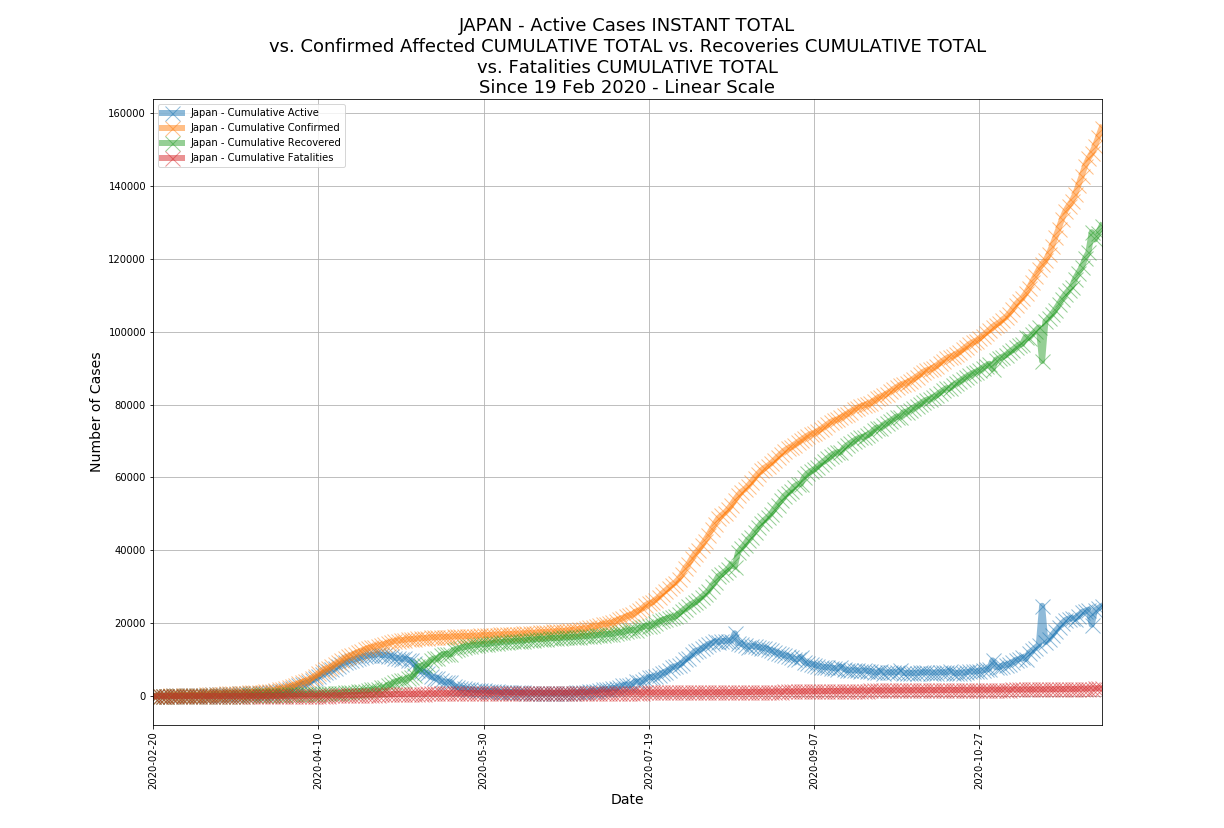 JAPAN - Active Cases INSTANT TOTAL
vs. Confirmed Affected CUMULATIVE TOTAL vs. Recoveries CUMULATIVE TOTAL
vs. Fatalities CUMULATIVE TOTAL
Since 19 Feb 2020 - Linear Scale
Japan - Cumulative Active
Japan - Cumulative Confirmed
Japan - Cumulative Recovered
Japan - Cumulative Fatalities
160000
140000
120000
100000
80000
60000
40000
20000
0
Number of Cases
2020-02-20
2020-04-10
2020-05-30
2020-07-19
2020-09-07
2020-10-27
Date